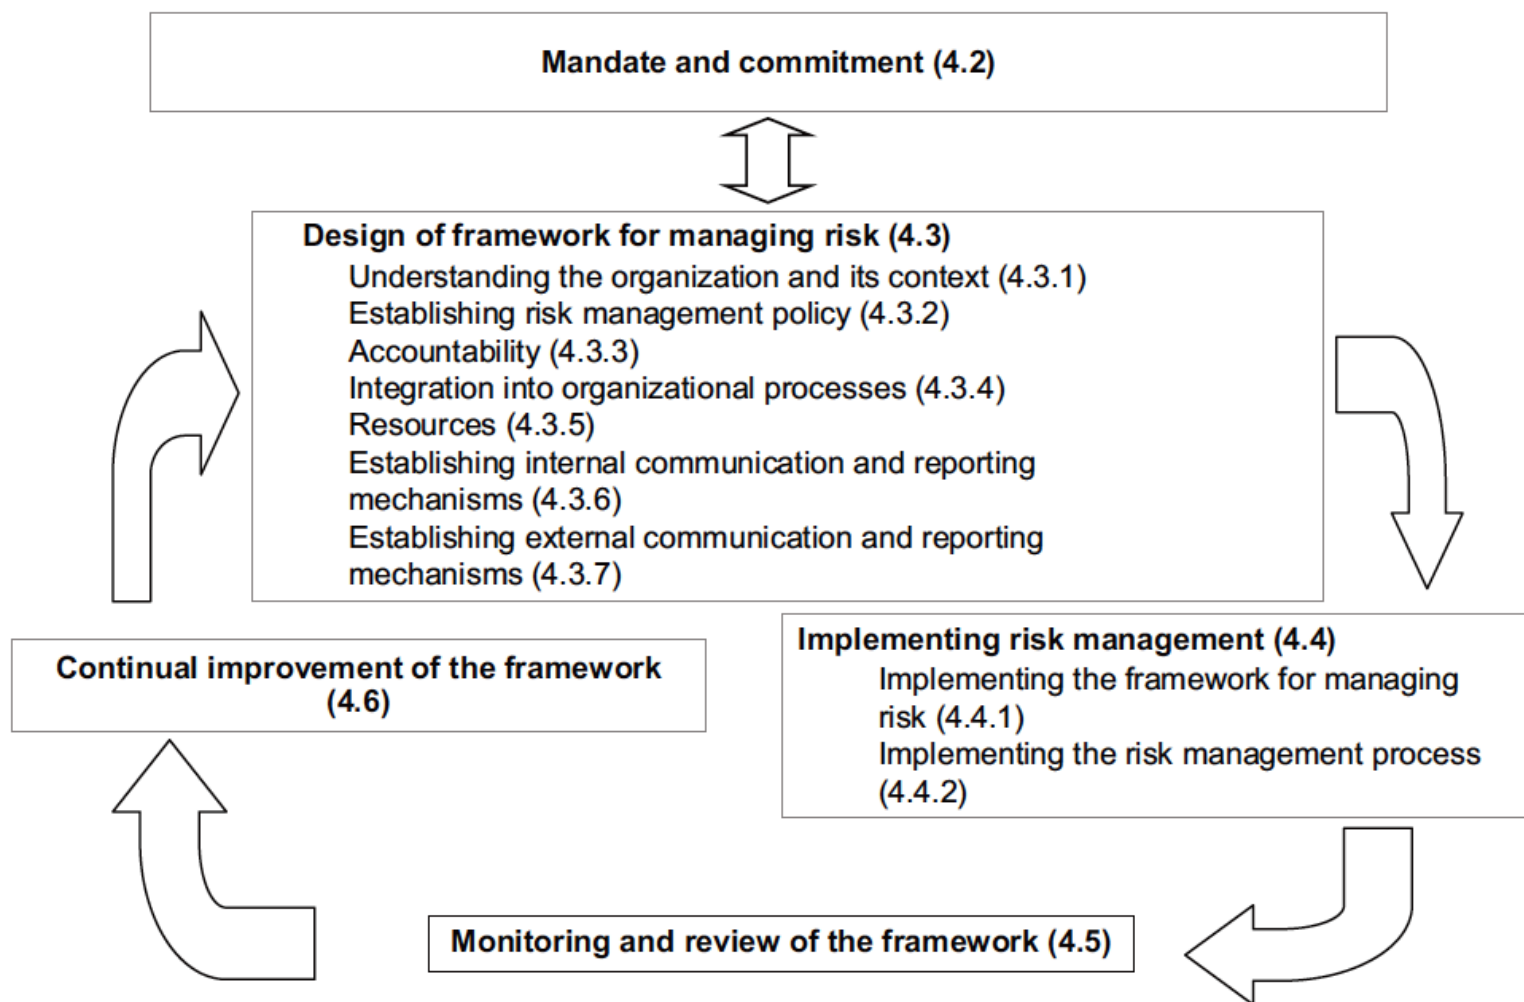 Mandate and commitment (4.2)
Design of framework for managing risk (4.3)
Understanding the organization and its context (4.3.1)
Establishing risk management policy (4.3.2)
Accountability (4.3.3)
Integration into organizational processes (4.3.4)
Resources (4.3.5)
Establishing internal communication and reporting
mechanisms (4.3.6)
Establishing external communication and reporting
mechanisms (4.3.7)
Implementing risk management (4.4)
Implementing the framework for managing
risk (4.4.1)
Implementing the risk management process
(4.4.2)
Monitoring and review of the framework (4.5)
Continual improvement of the framework
(4.6)